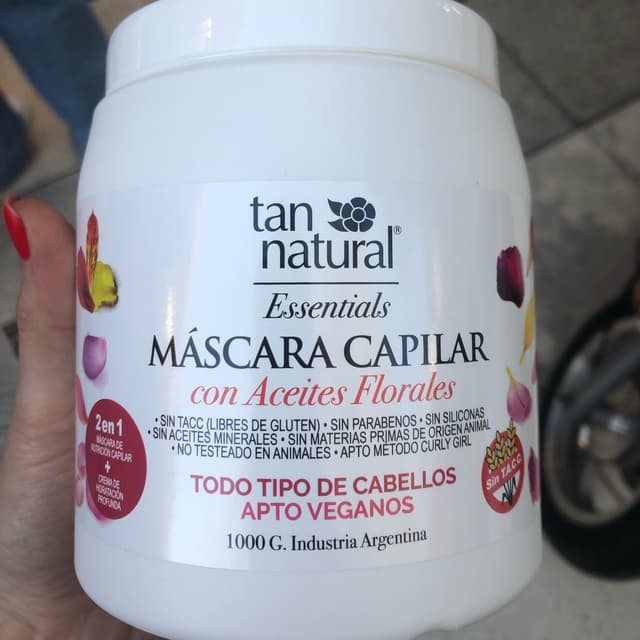 tan
natural®
Essentials
MÁSCARA CAPILAR
con Aceites Florales
• SIN TACC (LIBRES DE GLUTEN) • SIN PARABENOS • SIN SILICONAS
• SIN ACEITES MINERALES • SIN MATERIAS PRIMAS DE ORIGEN ANIMAL
• NO TESTEADO EN ANIMALES • APTO MÉTODO CURLY GIRL
2 en 1
MÁSCARA DE
NUTRICIÓN CAPILAR
+
CREMA DE
HIDRATACIÓN
PROFUNDA
Sin T.A.C.C.
TODO TIPO DE CABELLOS
APTO VEGANOS
1000 G. Industria Argentina